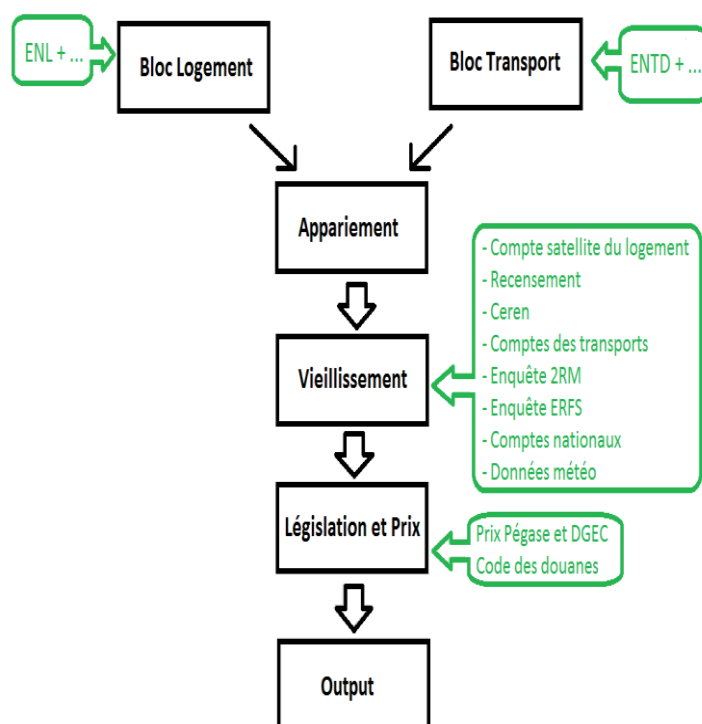 ENL + ...
Bloc Logement
Bloc Transport
ENTD + ...
Appariement
- Compte satellite du logement
- Recensement
- Ceren
- Comptes des transports
- Enquête 2RM
- Enquête ERFS
- Comptes nationaux
- Données météo
Vieillissement
Législation et Prix
Prix Pégase et DGEC
Code des douanes
Output